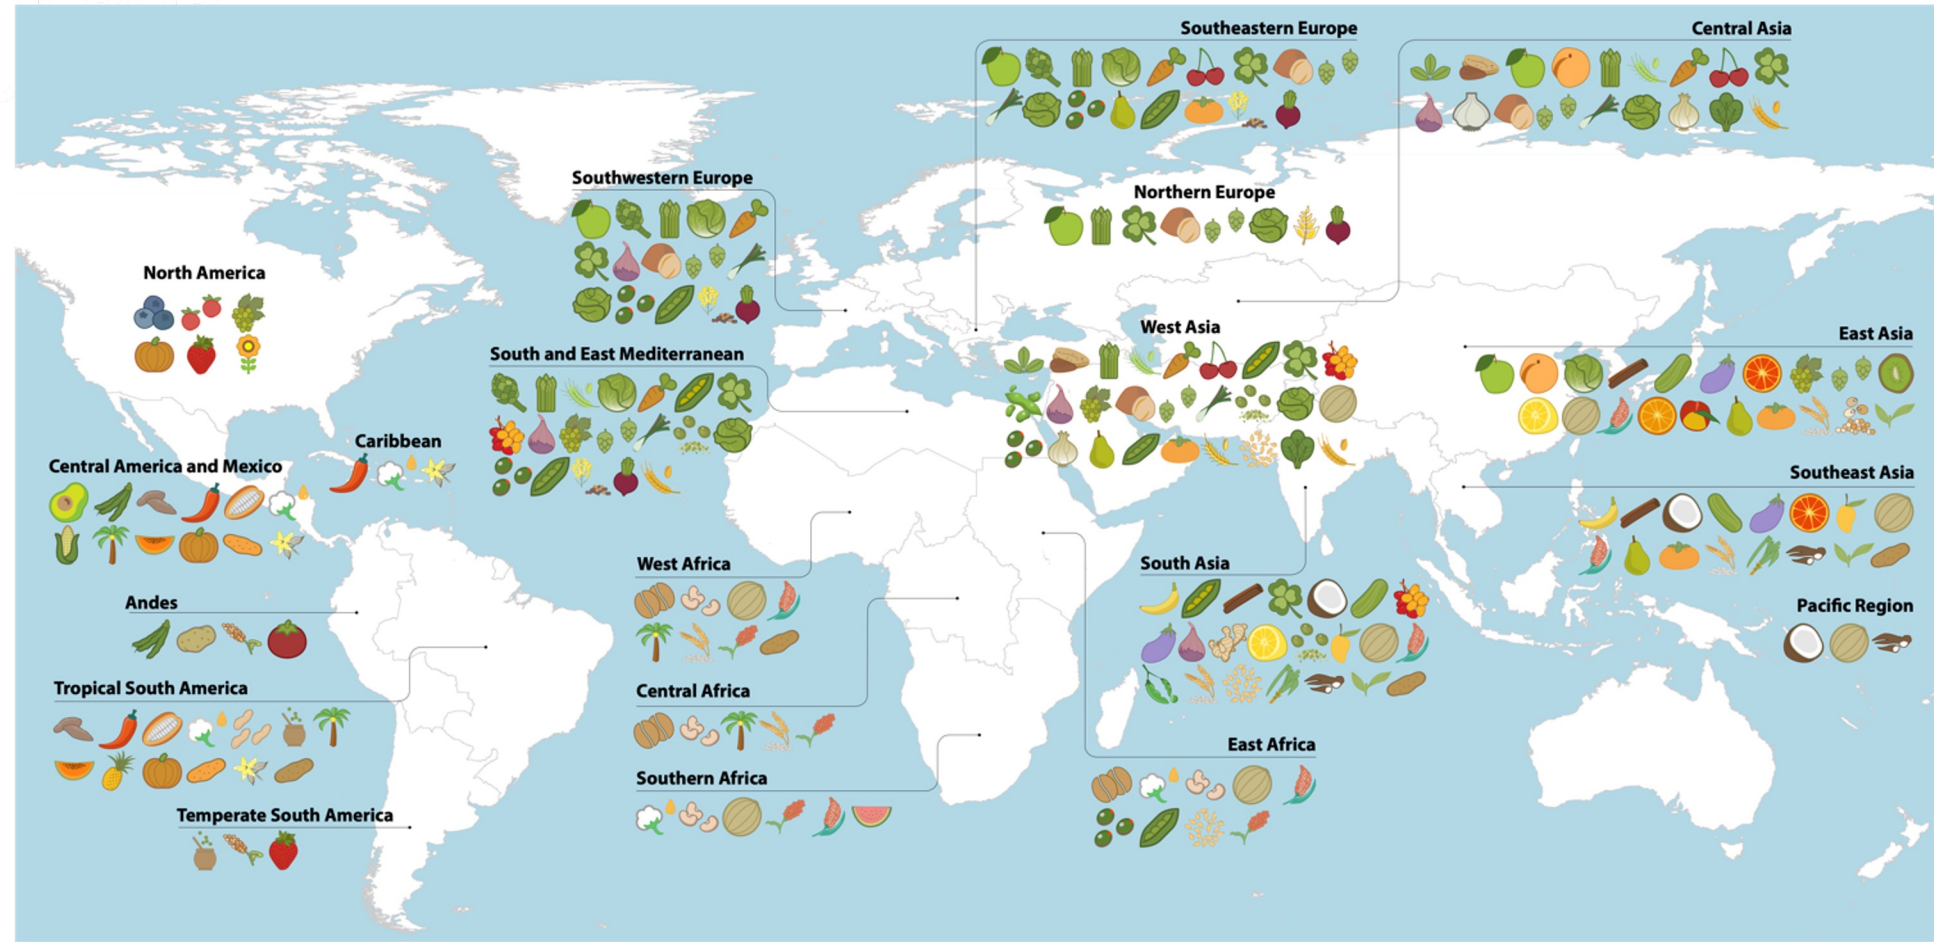 Southeastern Europe
Central Asia
Southwestern Europe
Northern Europe
North America
West Asia
East Asia
South and East Mediterranean
Caribbean
Central America and Mexico
Southeast Asia
West Africa
South Asia
Andes
Pacific Region
Tropical South America
Central Africa
East Africa
Southern Africa
Temperate South America